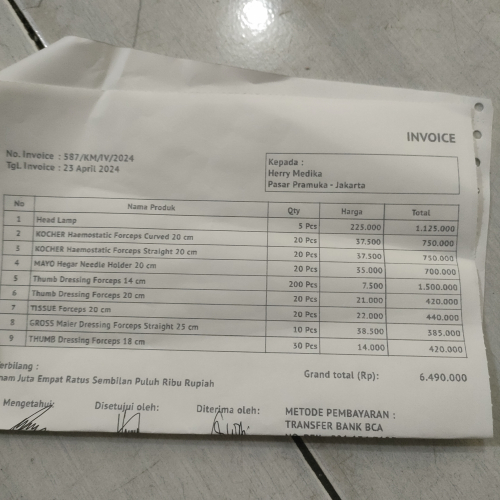 INVOICE
No. Invoice : 587/KM/IV/2024
Tgl. Invoice : 23 April 2024
Kepada :
Herry Medika
Pasar Pramuka - Jakarta
No Nama Produk Qty Harga Total
1 Head Lamp 5 Pcs 225.000 1.125.000
2 KOCHER Haemostatic Forceps Curved 20 cm 20 Pcs 37.500 750.000
3 KOCHER Haemostatic Forceps Straight 20 cm 20 Pcs 37.500 750.000
4 MAYO Hegar Needle Holder 20 cm 20 Pcs 35.000 700.000
5 Thumb Dressing Forceps 14 cm 200 Pcs 7.500 1.500.000
6 Thumb Dressing Forceps 20 cm 20 Pcs 21.000 420.000
7 TISSUE Forceps 20 cm 20 Pcs 22.000 440.000
8 GROSS Maier Dressing Forceps Straight 25 cm 10 Pcs 38.500 385.000
9 THUMB Dressing Forceps 18 cm 30 Pcs 14.000 420.000
erbilang :
nam Juta Empat Ratus Sembilan Puluh Ribu Rupiah
Grand total (Rp): 6.490.000
Mengetahui: Disetujui oleh: Diterima oleh:
METODE PEMBAYARAN :
TRANSFER BANK BCA